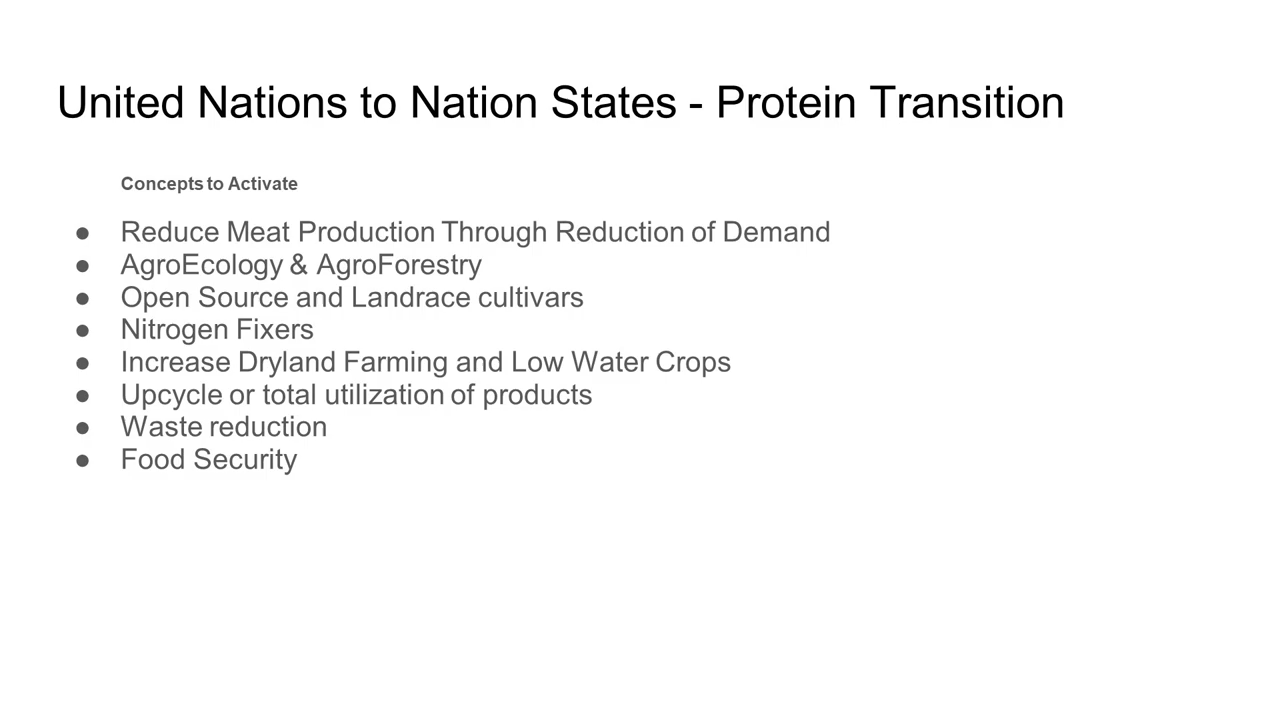 United Nations to Nation States - Protein Transition
Concepts to Activate
● Reduce Meat Production Through Reduction of Demand
● AgroEcology & AgroForestry
● Open Source and Landrace cultivars
● Nitrogen Fixers
● Increase Dryland Farming and Low Water Crops
● Upcycle or total utilization of products
● Waste reduction
● Food Security